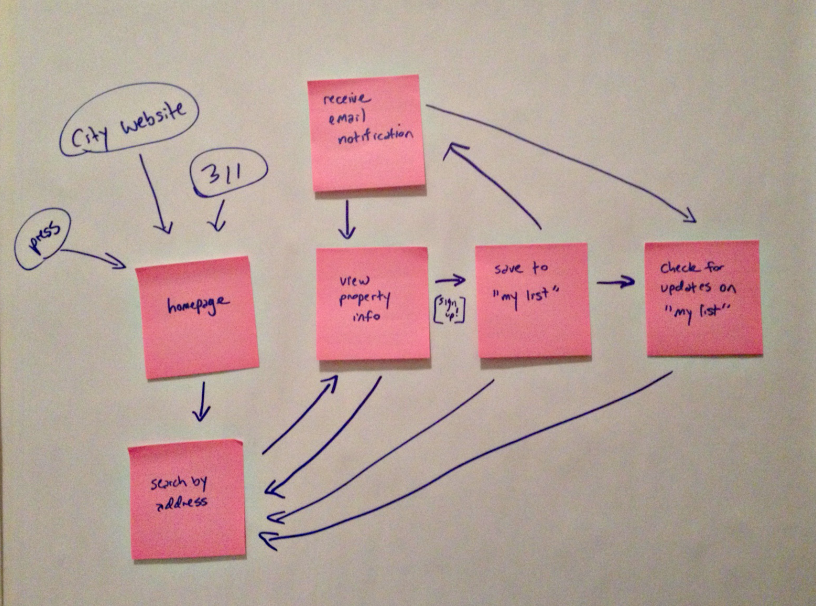 City Website
311
press
receive
email
notification
homepage
view
property
info
[sign
up!]
save to
"my list"
check for
updates on
"my list"
search by
address